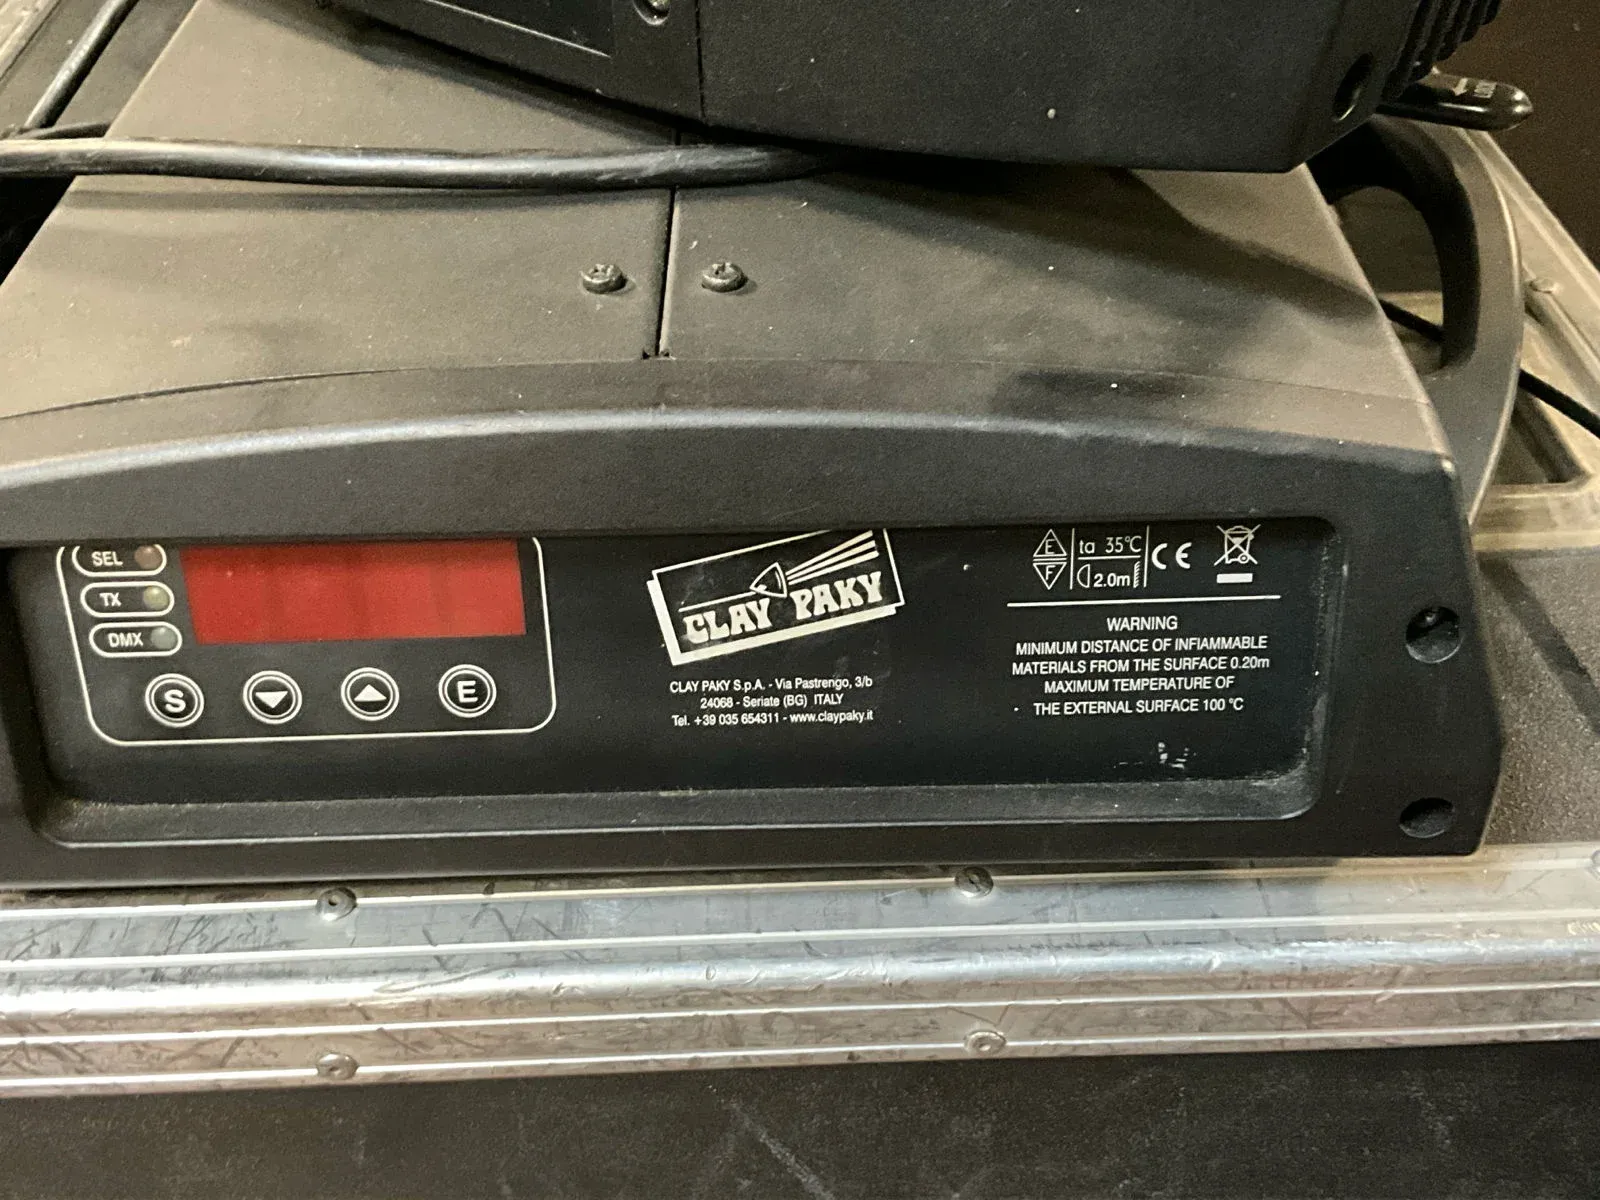 SEL
TX
DMX
S
E
CLAY PAKY
CLAY PAKY S.p.A. - Via Pastrengo, 3/b
24068 - Seriate (BG) ITALY
Tel. +39 035 654311 - www.claypaky.it
E
F
ta 35°C
2.0m
CE
WARNING
MINIMUM DISTANCE OF INFIAMMABLE
MATERIALS FROM THE SURFACE 0.20m
MAXIMUM TEMPERATURE OF
THE EXTERNAL SURFACE 100 °C